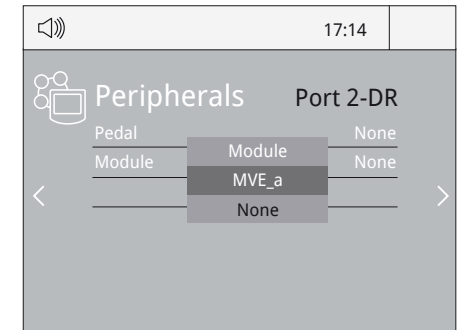 17:14
Peripherals Port 2-DR
Pedal None
Module None
Module
MVE_a
None